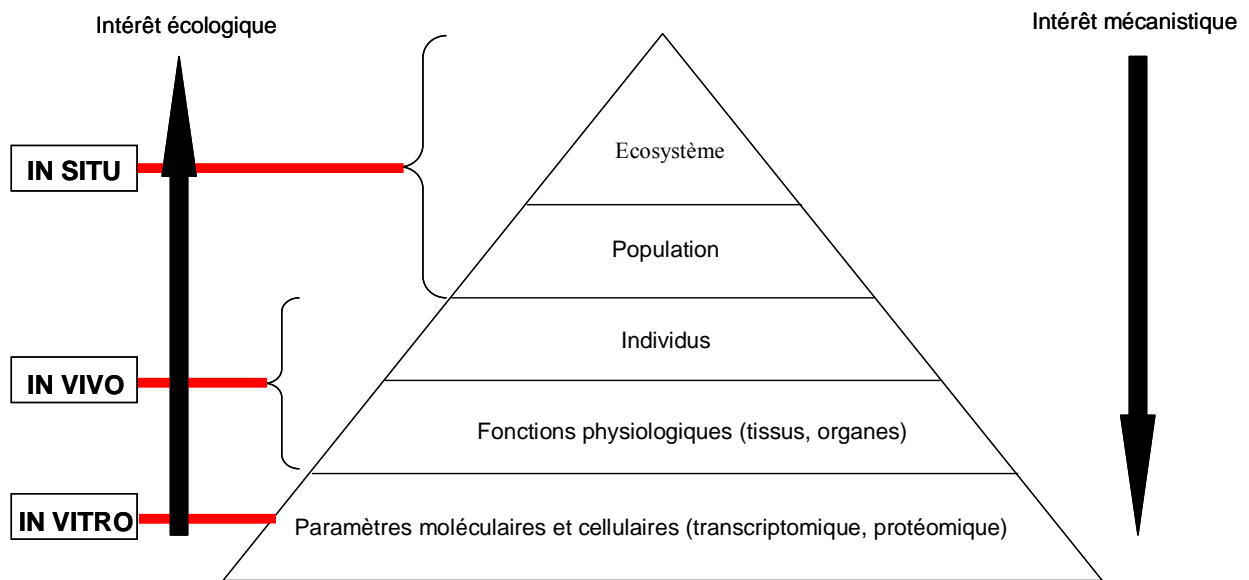 Intérêt écologique
Intérêt mécanistique
Ecosystème
IN SITU
Population
Individus
IN VIVO
Fonctions physiologiques (tissus, organes)
IN VITRO
Paramètres moléculaires et cellulaires (transcriptomique, protéomique)